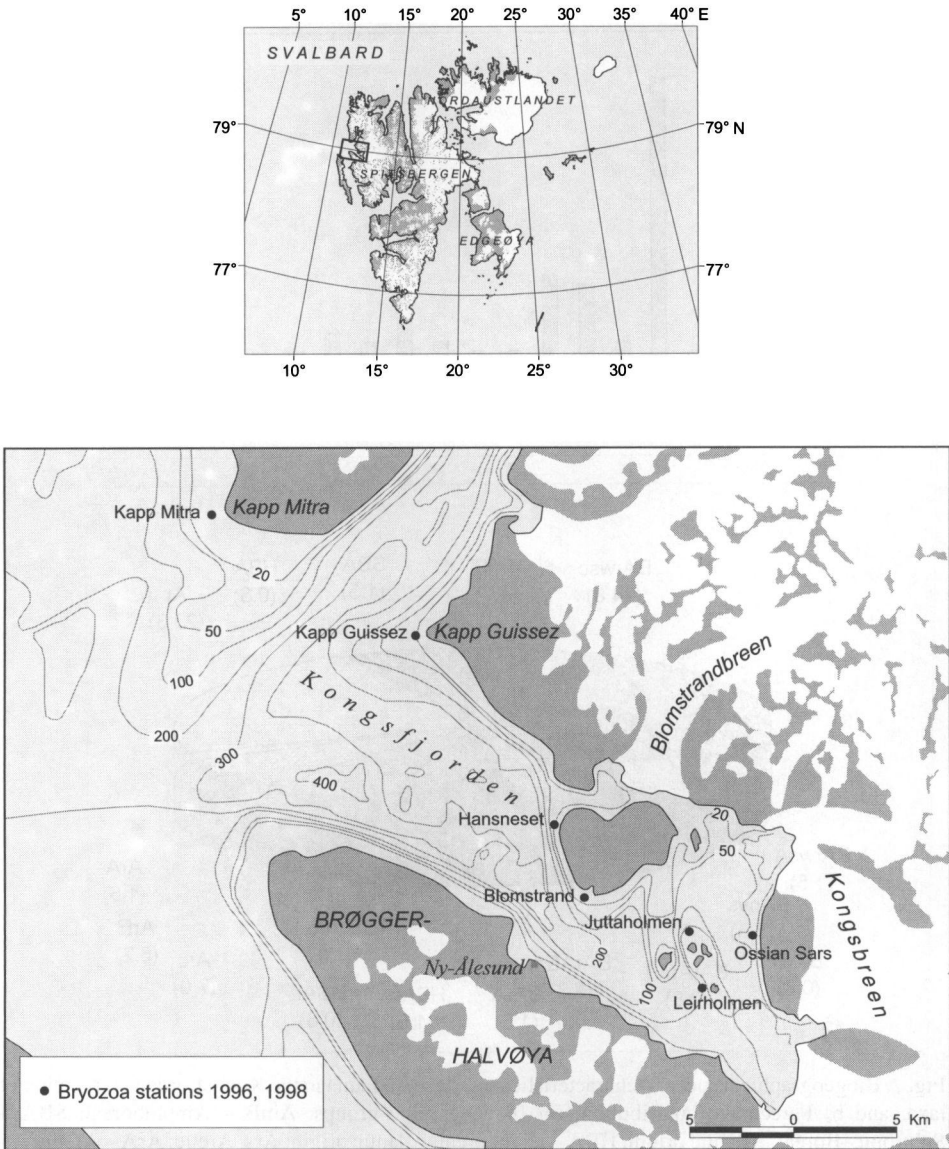 5° 10° 15° 20° 25° 30° 35° 40° E
SVALBARD
NORDAUSTLANDET
79° 79° N
SPITSBERGEN
EDGEØYA
77° 77°
10° 15° 20° 25° 30°
Kapp Mitra Kapp Mitra
20
50
Kapp Guissez Kapp Guissez
100
200
300
400
Kongsfjorden
Blomstrandbreen
Hansneset
20
50
Blomstrand
Juttaholmen
Ossian Sars
Kongsbreen
BRØGGER-
Ny-Ålesund
200
100
Leirholmen
HALVØYA
Bryozoa stations 1996, 1998
5 0 5 Km